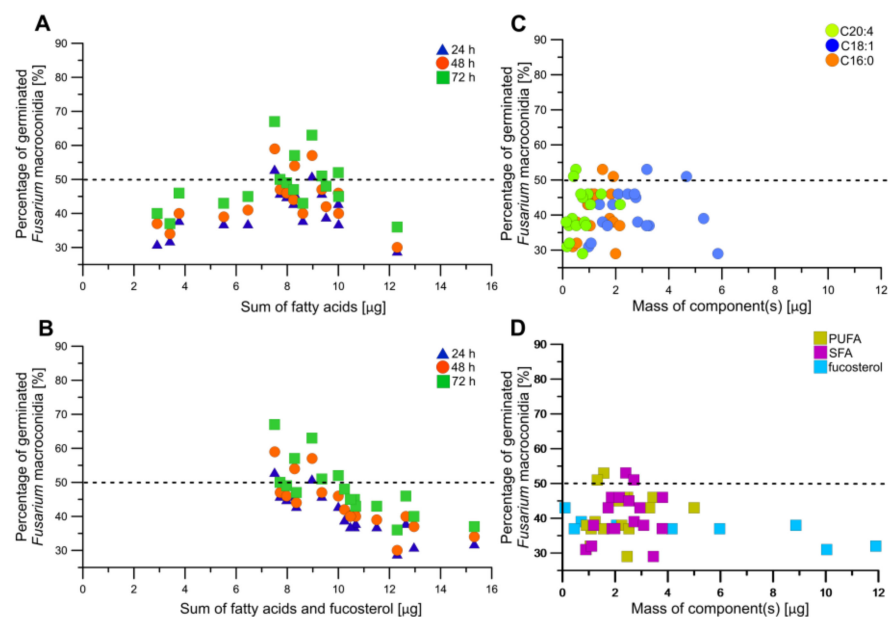 A
Percentage of germinated
Fusarium macroconidia [%]
90
80
70
60
50
40
30
0 2 4 6 8 10 12 14 16
Sum of fatty acids [µg]
24 h
48 h
72 h
C
Percentage of germinated
Fusarium macroconidia [%]
90
80
70
60
50
40
30
0 2 4 6 8 10 12
Mass of component(s) [µg]
C20:4
C18:1
C16:0
B
Percentage of germinated
Fusarium macroconidia [%]
90
80
70
60
50
40
30
0 2 4 6 8 10 12 14 16
Sum of fatty acids and fucosterol [µg]
24 h
48 h
72 h
D
Percentage of germinated
Fusarium macroconidia [%]
90
80
70
60
50
40
30
0 2 4 6 8 10 12
Mass of component(s) [µg]
PUFA
SFA
fucosterol